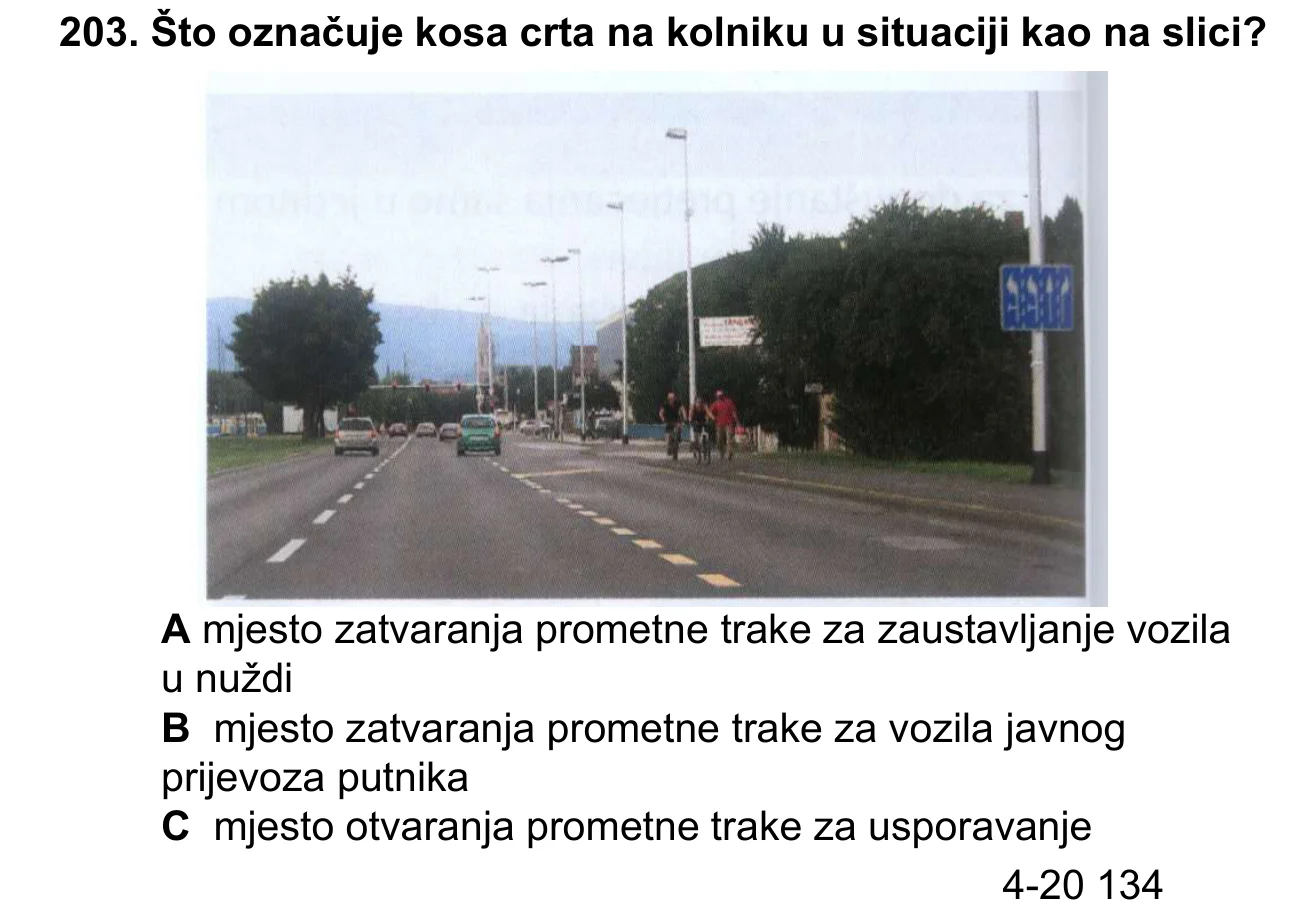 203. Što označuje kosa crta na kolniku u situaciji kao na slici?
A mjesto zatvaranja prometne trake za zaustavljanje vozila
u nuždi
B mjesto zatvaranja prometne trake za vozila javnog
prijevoza putnika
C mjesto otvaranja prometne trake za usporavanje
4-20 134